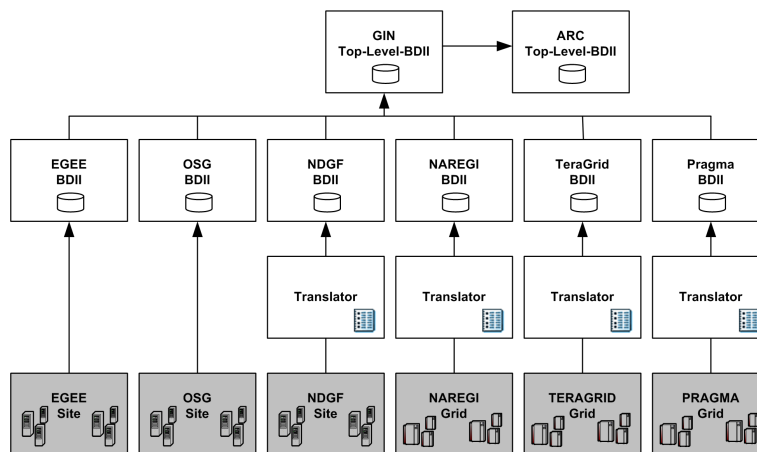 GIN
Top-Level-BDII
ARC
Top-Level-BDII
EGEE
BDII
OSG
BDII
NDGF
BDII
NAREGI
BDII
TeraGrid
BDII
Pragma
BDII
Translator
Translator
Translator
Translator
EGEE
Site
OSG
Site
NDGF
Site
NAREGI
Grid
TERAGRID
Grid
PRAGMA
Grid